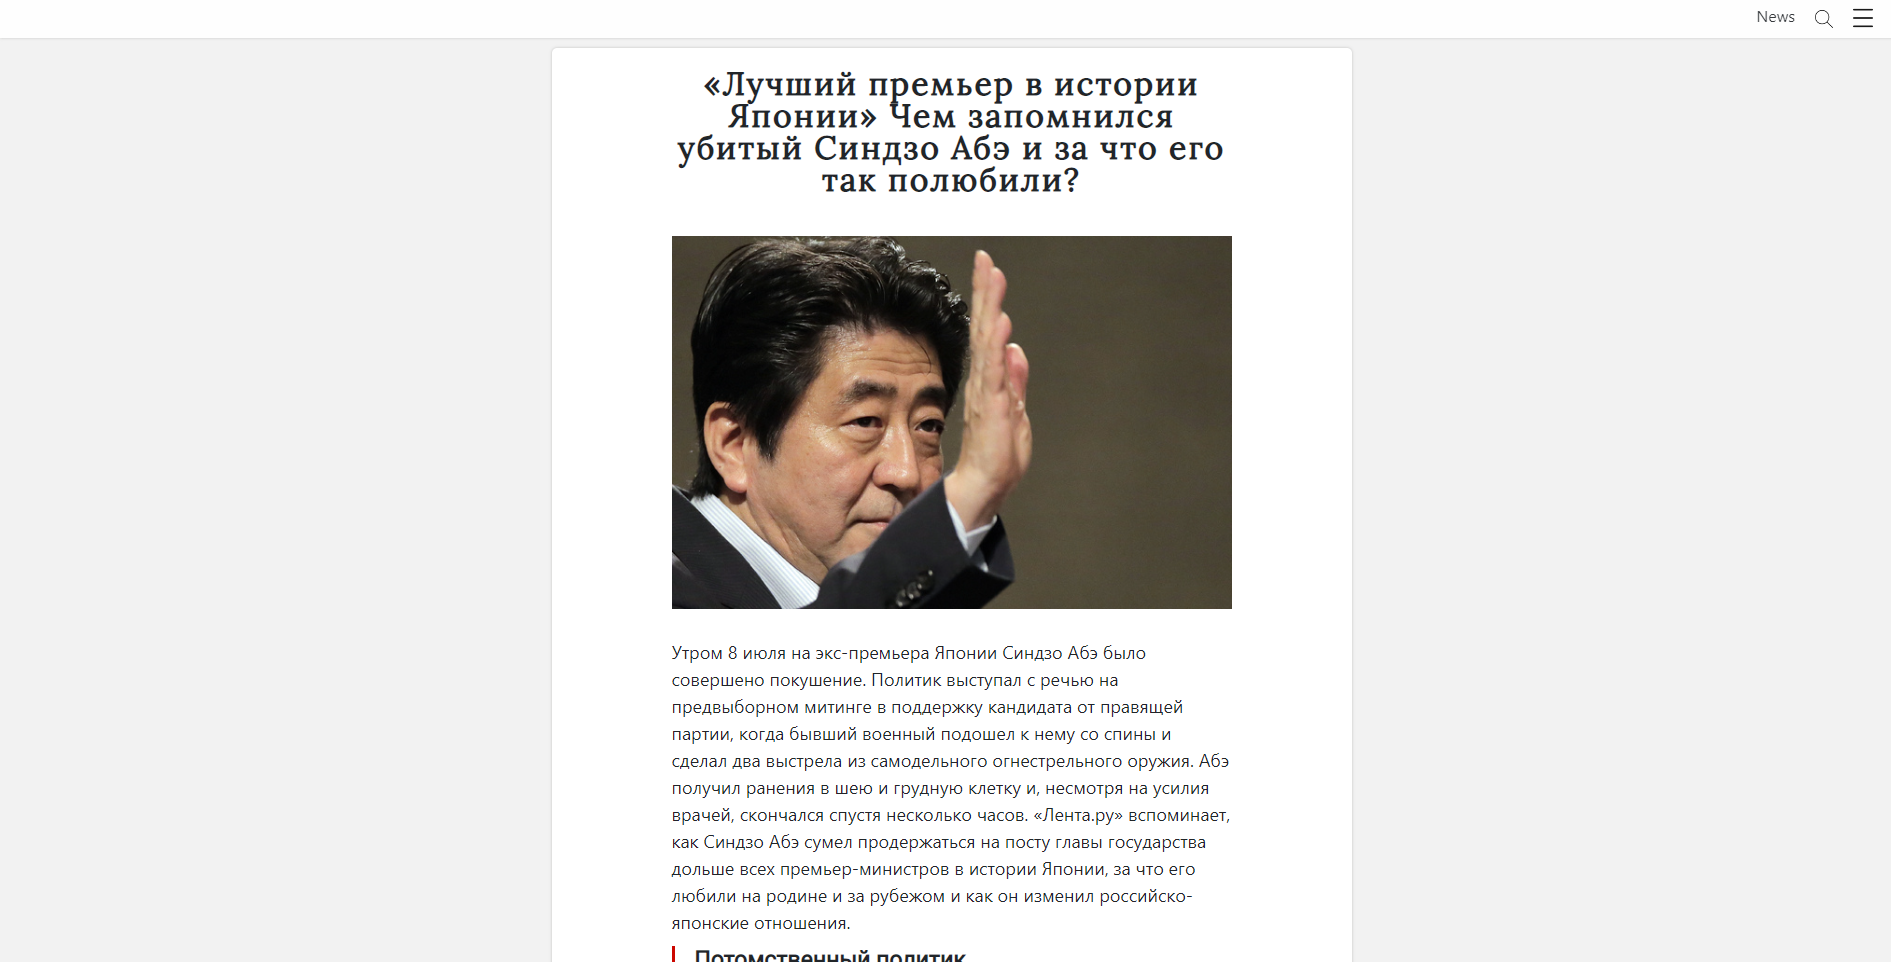 News
«Лучший премьер в истории
Японии» Чем запомнился
убитый Синдзо Абэ и за что его
так полюбили?
Утром 8 июля на экс-премьера Японии Синдзо Абэ было
совершено покушение. Политик выступал с речью на
предвыборном митинге в поддержку кандидата от правящей
партии, когда бывший военный подошел к нему со спины и
сделал два выстрела из самодельного огнестрельного оружия. Абэ
получил ранения в шею и грудную клетку и, несмотря на усилия
врачей, скончался спустя несколько часов. «Лента.ру» вспоминает,
как Синдзо Абэ сумел продержаться на посту главы государства
дольше всех премьер-министров в истории Японии, за что его
любили на родине и за рубежом и как он изменил российско-
японские отношения.
Потомственный политик